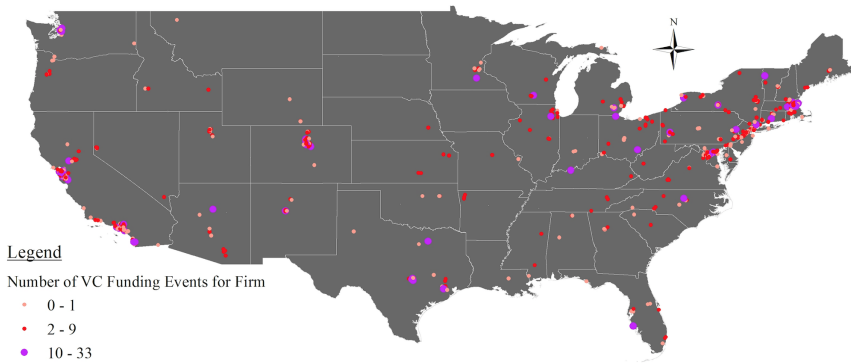 N
Legend
Number of VC Funding Events for Firm
0 - 1
2 - 9
10 - 33